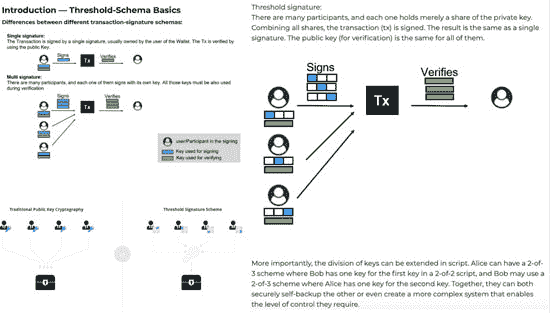 Introduction — Threshold-Schema Basics
Differences between different transaction-signature schemas:
Single signature:
The Transaction is signed by a single signature, usually owned by the user of the Wallet. The Tx is verified by
using the public Key.
Signs
Verifies
Tx
Multi signature:
There are many participants, and each one of them signs with its own key. All those keys must be also used
during verification
Signs
Verifies
Tx
user/Participant in the signing
Key used for signing
Key used for verifying
Traditional Public Key Cryptography
Threshold Signature Scheme
Threshold signature:
There are many participants, and each one holds merely a share of the private key.
Combining all shares, the transaction (tx) is signed. The result is the same as a single
signature. The public key (for verification) is the same for all of them.
Signs
Verifies
Tx
More importantly, the division of keys can be extended in script. Alice can have a 2-of-
3 scheme where Bob has one key for the first key in a 2-of-2 script, and Bob may use a
2-of-3 scheme where Alice has one key for the second key. Together, they can both
securely self-backup the other or even create a more complex system that enables
the level of control they require.